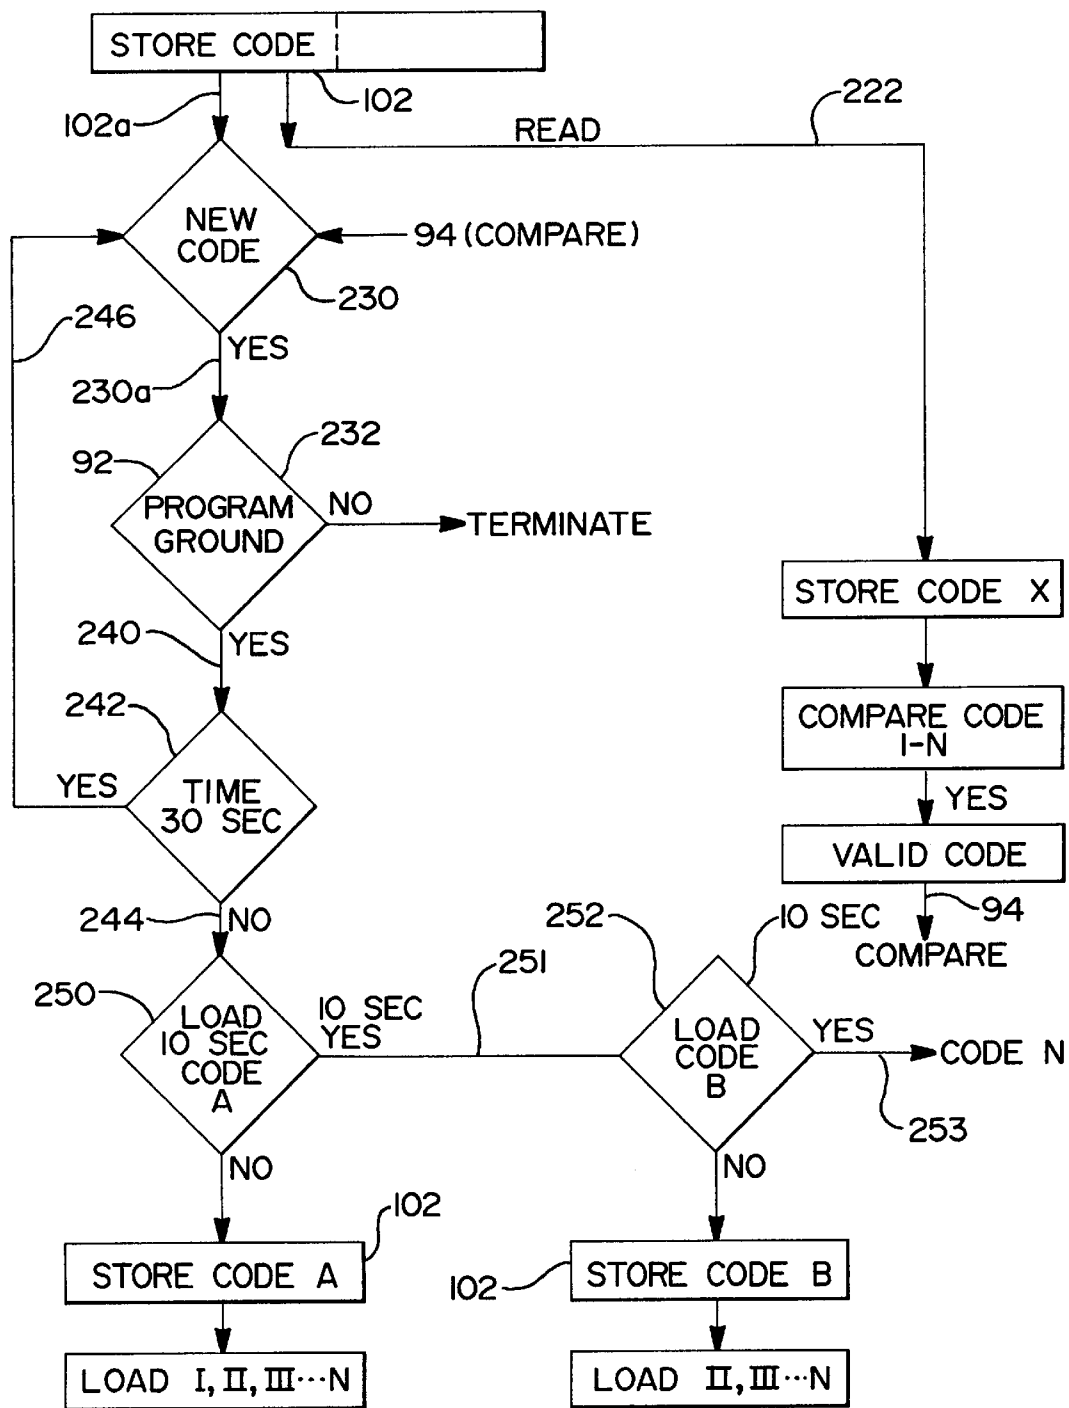 STORE CODE
102a
102
READ
222
NEW
CODE
94 (COMPARE)
230
246
YES
230a
232
92
PROGRAM
GROUND
NO
TERMINATE
STORE CODE X
240
YES
242
COMPARE CODE
1-N
YES
TIME
30 SEC
YES
VALID CODE
244
NO
252
10 SEC
94
COMPARE
250
LOAD
10 SEC
CODE
A
10 SEC
YES
251
LOAD
CODE
B
YES
CODE N
253
NO
NO
102
STORE CODE A
102
STORE CODE B
LOAD I, II, III···N
LOAD II, III···N